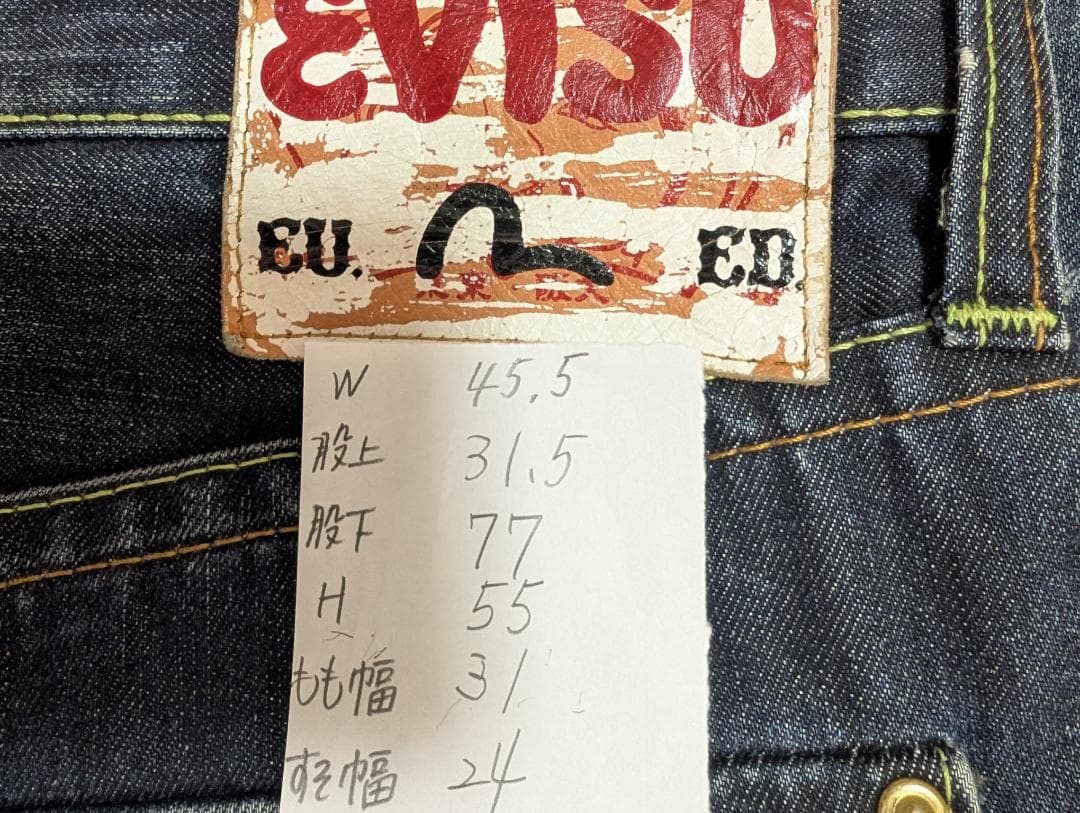 EVISU
EU. ED.
W 45.5
股上 31.5
股下 77
H 55
もも幅 31
すそ幅 24